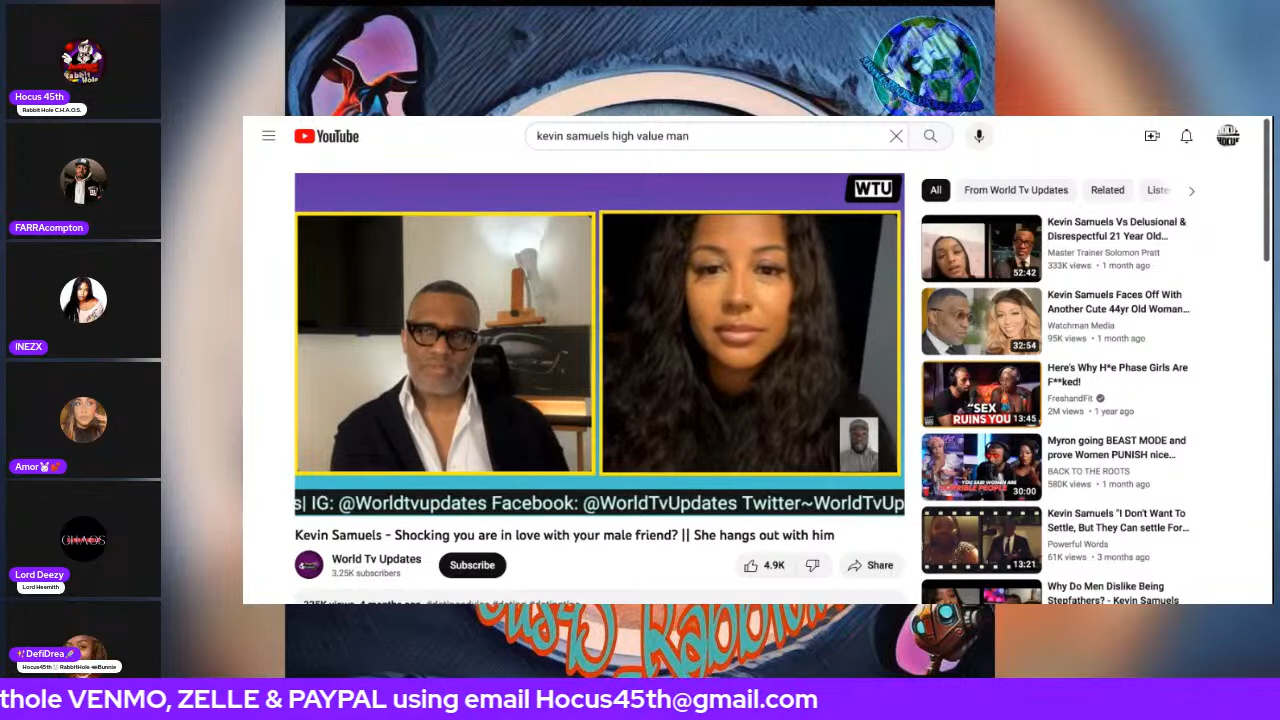 Rabbit Hole
Hocus 45th
Rabbit Hole C.H.A.O.S.
FARRAcompton
INEZX
Amor
CHAOS
Lord Deezy
Lord Heemith
DefiDrea
YouTube
kevin samuels high value man
WTU
s| IG: @Worldtvupdates Facebook: @WorldTvUpdates Twitter~WorldTvUp
Kevin Samuels - Shocking you are in love with your male friend? || She hangs out with him
World Tv Updates
3.25K subscribers
Subscribe
4.9K
Share
All
From World Tv Updates
Related
Liste
Kevin Samuels Vs Delusional &
Disrespectful 21 Year Old...
Master Trainer Solomon Pratt
333K views • 1 month ago
52:42
Kevin Samuels Faces Off With
Another Cute 44yr Old Woman...
Watchman Media
95K views • 1 month ago
32:54
Here's Why H*e Phase Girls Are
F**ked!
FreshandFit
2M views • 1 year ago
"SEX
RUINS YOU
13:45
Myron going BEAST MODE and
prove Women PUNISH nice...
BACK TO THE ROOTS
580K views • 1 month ago
30:00
Kevin Samuels "I Don't Want To
Settle, But They Can settle For...
Powerful Words
61K views • 3 months ago
13:21
Why Do Men Dislike Being
Stepfathers? - Kevin Samuels
thole VENMO, ZELLE & PAYPAL using email Hocus45th@gmail.com